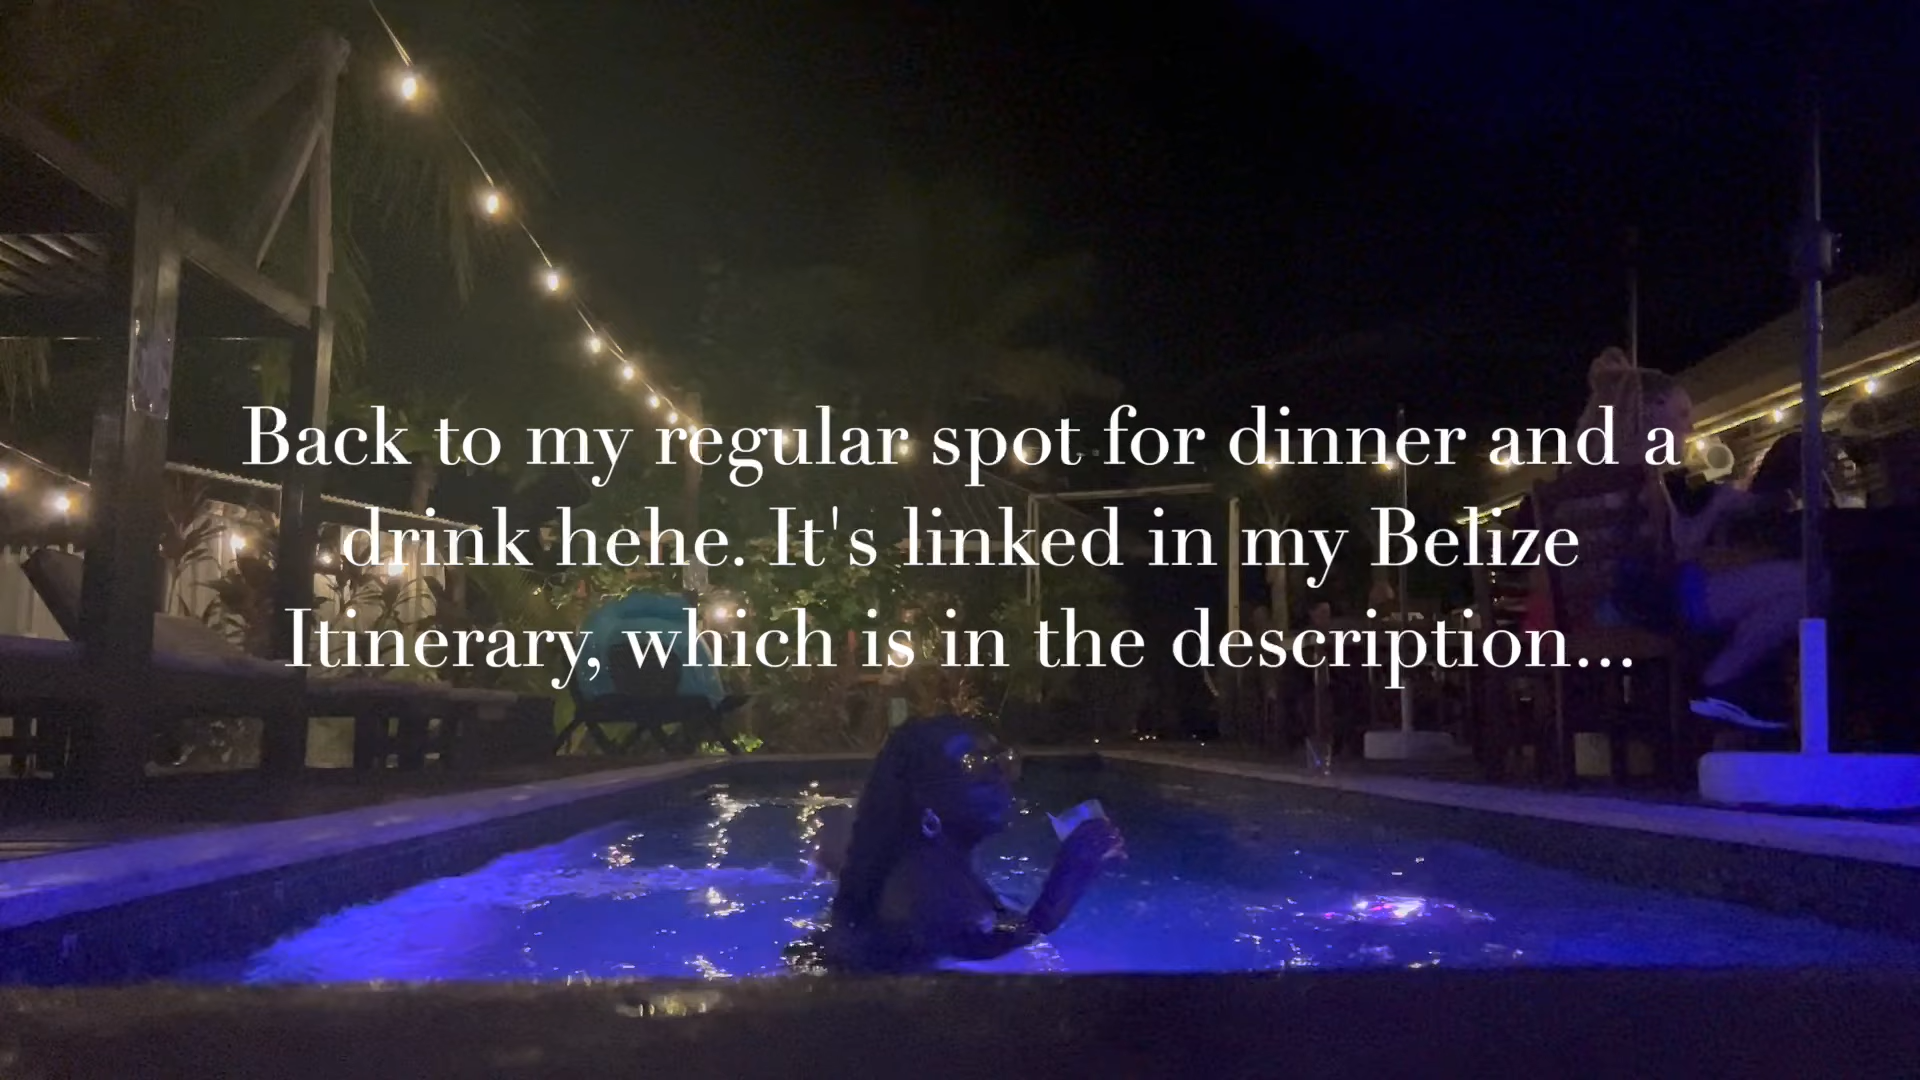 Back to my regular spot for dinner and a
drink hehe. It's linked in my Belize
Itinerary, which is in the description...